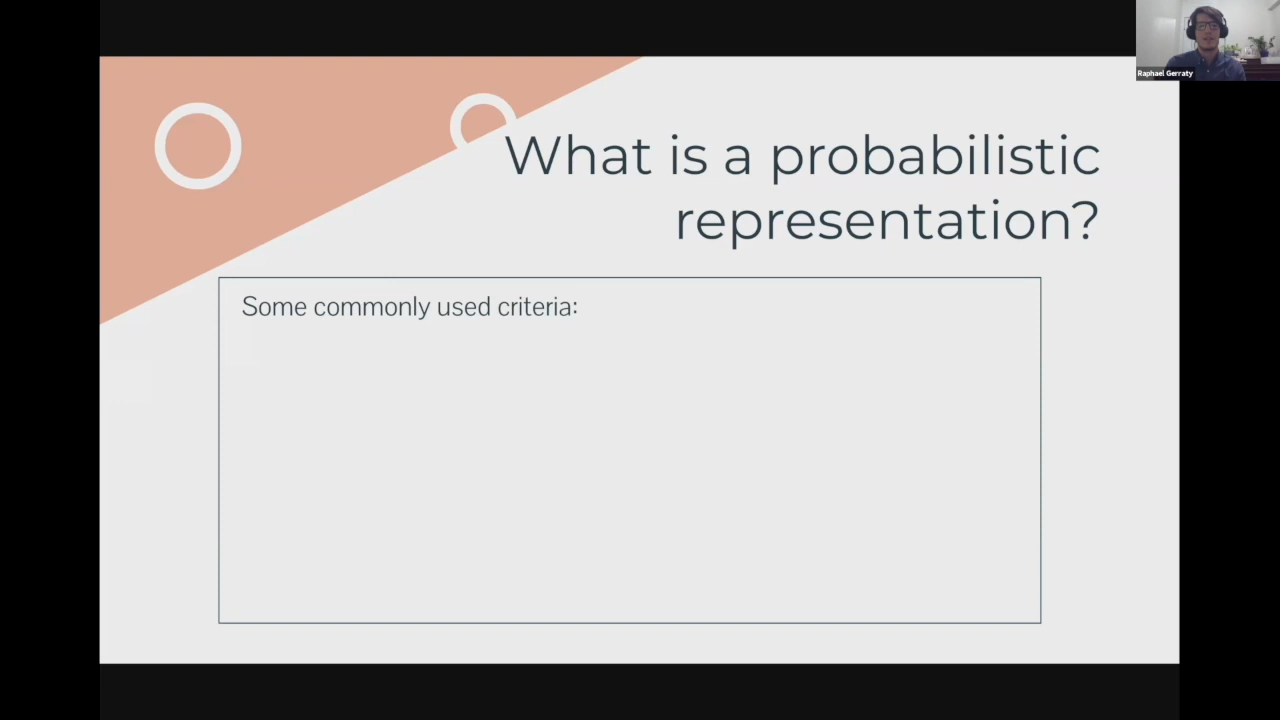 Raphael Gerraty
What is a probabilistic
representation?
Some commonly used criteria: